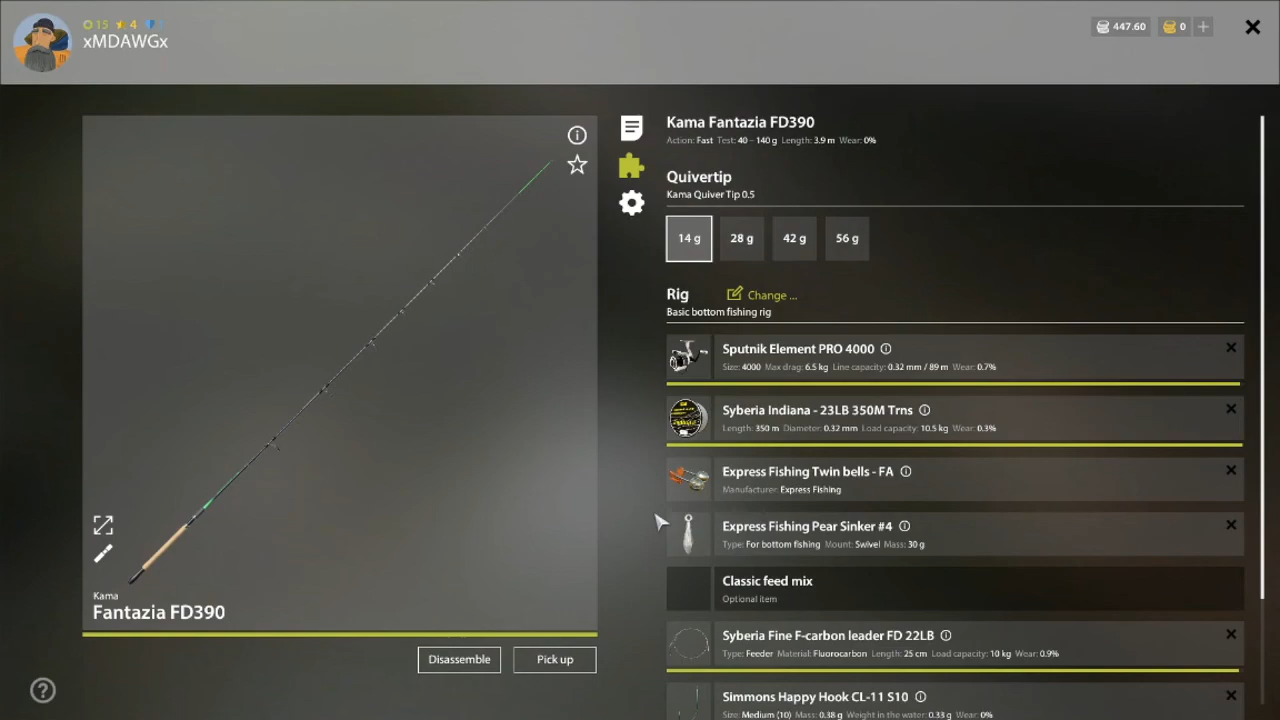 15 4
xMDAWGx
447.60 0 +
Kama
Fantazia FD390
Disassemble Pick up
Kama Fantazia FD390
Action: Fast Test: 40 – 140 g Length: 3.9 m Wear: 0%
Quivertip
Kama Quiver Tip 0.5
14 g 28 g 42 g 56 g
Rig Change ...
Basic bottom fishing rig
Sputnik Element PRO 4000
Size: 4000 Max drag: 6.5 kg Line capacity: 0.32 mm / 89 m Wear: 0.7%
Syberia Indiana - 23LB 350M Trns
Length: 350 m Diameter: 0.32 mm Load capacity: 10.5 kg Wear: 0.3%
Express Fishing Twin bells - FA
Manufacturer: Express Fishing
Express Fishing Pear Sinker #4
Type: For bottom fishing Mount: Swivel Mass: 30 g
Classic feed mix
Optional item
Syberia Fine F-carbon leader FD 22LB
Type: Feeder Material: Fluorocarbon Length: 25 cm Load capacity: 10 kg Wear: 0.9%
Simmons Happy Hook CL-11 S10
Size: Medium (10) Mass: 0.38 g Weight in the water: 0.33 g Wear: 0%